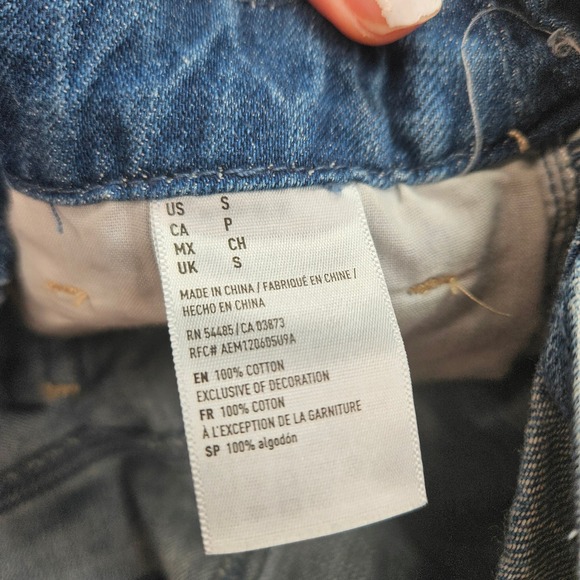 US S
CA P
MX CH
UK S
MADE IN CHINA / FABRIQUÉ EN CHINE /
HECHO EN CHINA
RN 54485 / CA 03873
RFC# AEM120605U9A
EN 100% COTTON
EXCLUSIVE OF DECORATION
FR 100% COTON
À L'EXCEPTION DE LA GARNITURE
SP 100% algodón